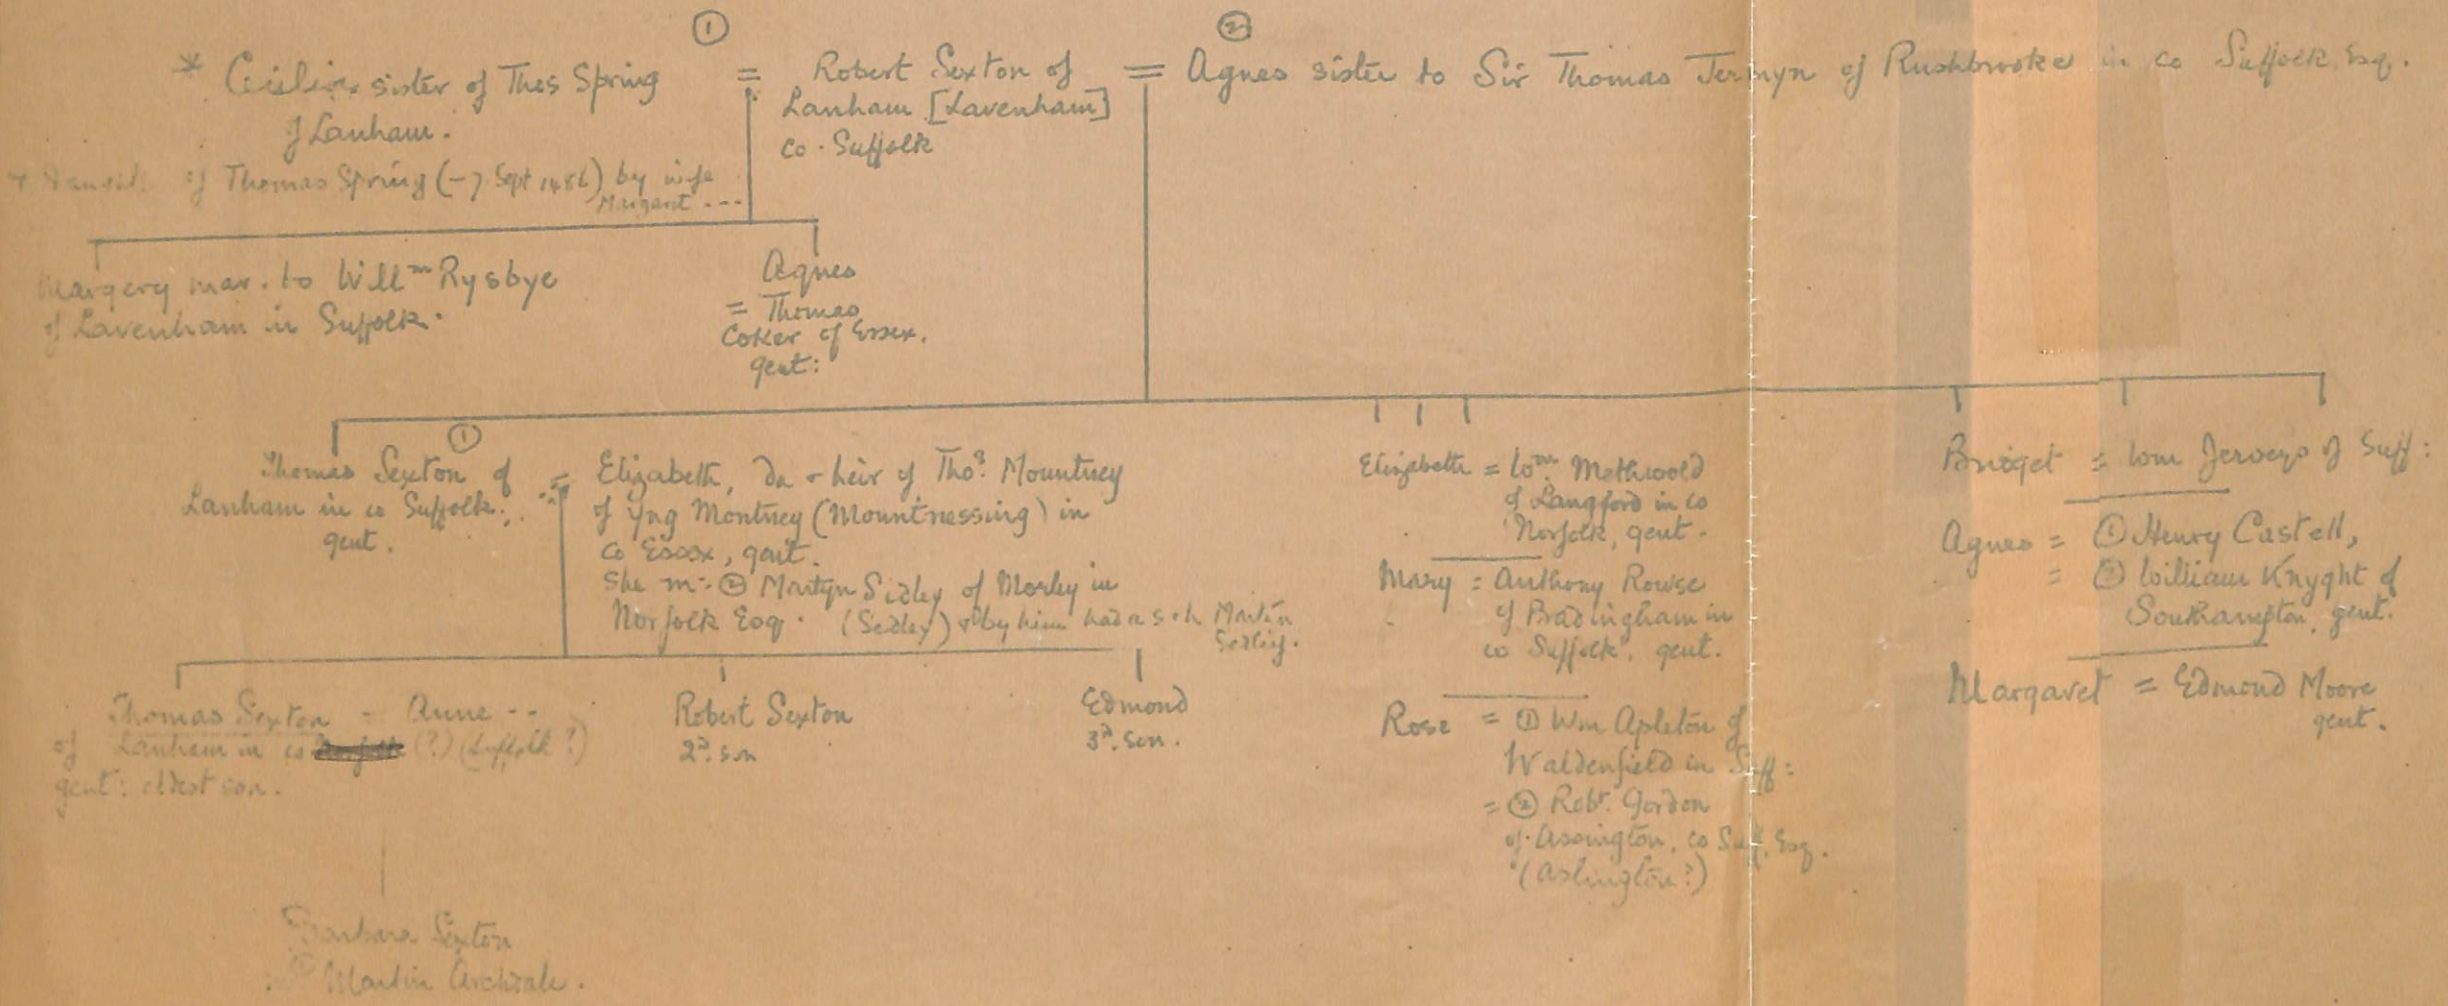 ① ②
* Cicilia sister of Thos Spring
of Lanham.
= Robert Sexton of
Lanham [Lavenham]
co. Suffolk
= Agnes sister to Sir Thomas Jermyn of Rushbrooke in co Suffolk Esq.
of Thomas Spring (- 7 Sept 1486) by wife
Margaret ---
Margery mar. to Willm Rysbye
of Lavenham in Suffolk.
Agnes
= Thomas
Coker of Essex.
gent:
Thomas Sexton of
Lanham in co Suffolk.
gent.
①
= Elizabeth, da + heir of Thos. Mountney
of Yng Montney (Mountnessing) in
co Essex, gent.
She m: ② Martyn Sidley of Morley in
Norfolk Esq. (Sedley) + by him had a s + h Martin
Sedley.
Elizabeth = Wm. Methwold
of Langford in co
Norfolk, gent.
Mary = Anthony Rowse
of Badingham in
co Suffolk. gent.
Rose = ① Wm Apleton of
Waldenfield in Suff:
= ② Robt. Gordon
of Assington, co Suff. Esq.
(Aslington?)
Bridget = Wm Jerveys of Suff:
Agnes = ① Henry Castell,
= ② William Knyght of
Southampton, gent.
Margaret = Edmond Moore
gent.
Thomas Sexton = Anne --
of Lanham in co (?) (Suffolk?)
gent: eldest son.
Robert Sexton
2d. son
Edmond
3d. son.
Barbara Sexton
Martin Archdale.